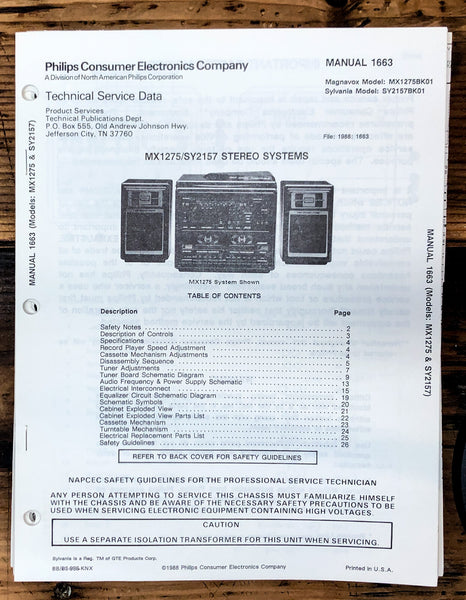 Philips Consumer Electronics Company
A Division of North American Philips Corporation
MANUAL 1663
Magnavox Model: MX1275BK01
Sylvania Model: SY2157BK01
Technical Service Data
Product Services
Technical Publications Dept.
P.O. Box 555, Old Andrew Johnson Hwy.
Jefferson City, TN 37760
File: 1988: 1663
MX1275/SY2157 STEREO SYSTEMS
MX1275 System Shown
MANUAL 1663 (Models: MX1275 & SY2157)
MANUAL 1663 (Models: MX1275 & SY2157)
TABLE OF CONTENTS
Description Page
Safety Notes 2
Description of Controls 3
Specifications 4
Record Player Speed Adjustment 4
Cassette Mechanism Adjustments 4
Disassembly Sequence 5
Tuner Adjustments 7
Tuner Board Schematic Diagram 9
Audio Frequency & Power Supply Schematic 13
Electrical Interconnect 15
Equalizer Circuit Schematic Diagram 19
Schematic Symbols 20
Cabinet Exploded View 21
Cabinet Exploded View Parts List 22
Cassette Mechanism 23
Turntable Mechanism 24
Electrical Replacement Parts List 25
Safety Guidelines 26
REFER TO BACK COVER FOR SAFETY GUIDELINES
NAPCEC SAFETY GUIDELINES FOR THE PROFESSIONAL SERVICE TECHNICIAN
ANY PERSON ATTEMPTING TO SERVICE THIS CHASSIS MUST FAMILIARIZE HIMSELF
WITH THE CHASSIS AND BE AWARE OF THE NECESSARY SAFETY PRECAUTIONS TO BE
USED WHEN SERVICING ELECTRONIC EQUIPMENT CONTAINING HIGH VOLTAGES.
CAUTION
USE A SEPARATE ISOLATION TRANSFORMER FOR THIS UNIT WHEN SERVICING.
Sylvania is a Reg. TM of GTE Products Corp.
KNX
©1988 Philips Consumer Electronics Company
Printed in U.S.A.